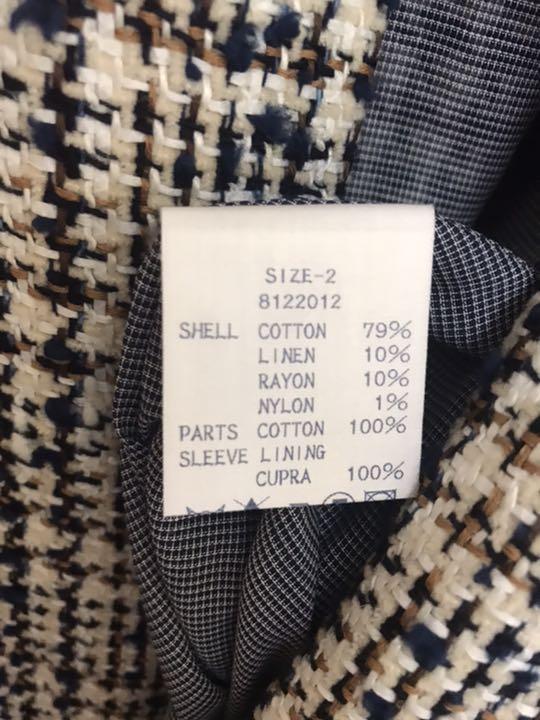 SIZE-2
8122012
SHELL COTTON 79%
LINEN 10%
RAYON 10%
NYLON 1%
PARTS COTTON 100%
SLEEVE LINING
CUPRA 100%